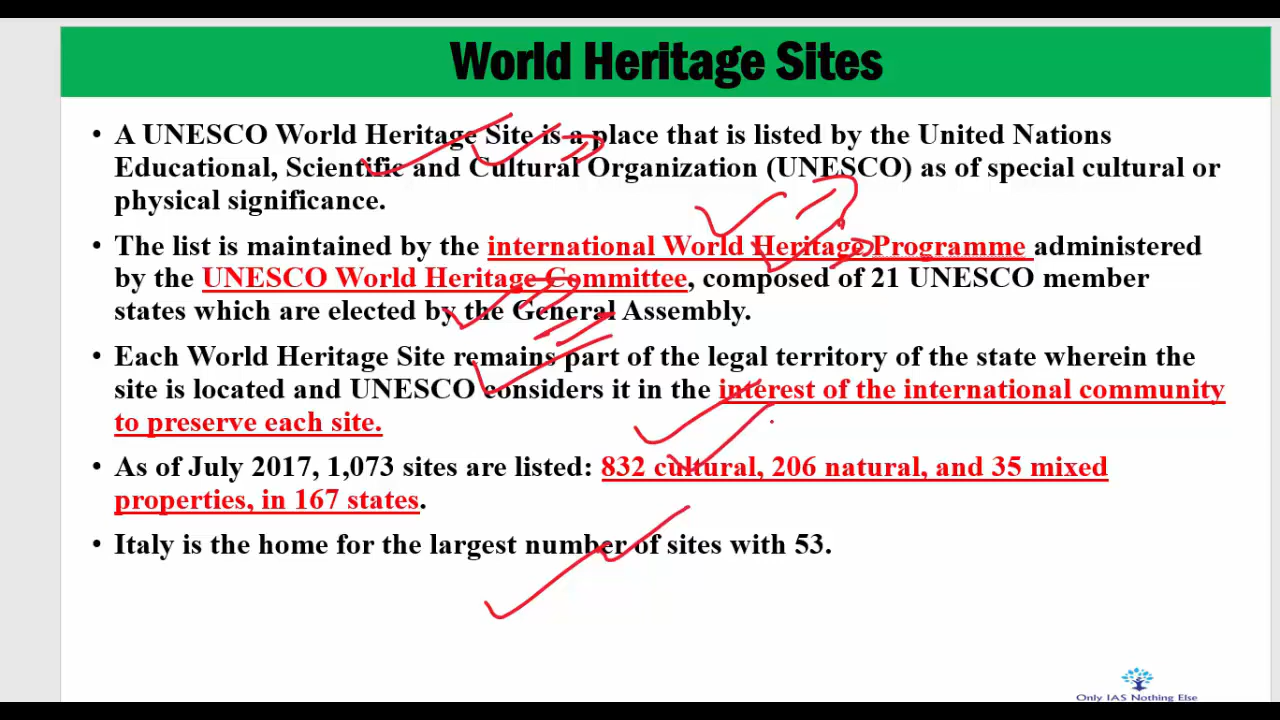 World Heritage Sites
• A UNESCO World Heritage Site is a place that is listed by the United Nations
Educational, Scientific and Cultural Organization (UNESCO) as of special cultural or
physical significance.
• The list is maintained by the international World Heritage Programme administered
by the UNESCO World Heritage Committee, composed of 21 UNESCO member
states which are elected by the General Assembly.
• Each World Heritage Site remains part of the legal territory of the state wherein the
site is located and UNESCO considers it in the interest of the international community
to preserve each site.
• As of July 2017, 1,073 sites are listed: 832 cultural, 206 natural, and 35 mixed
properties, in 167 states.
• Italy is the home for the largest number of sites with 53.
Only IAS Nothing Else